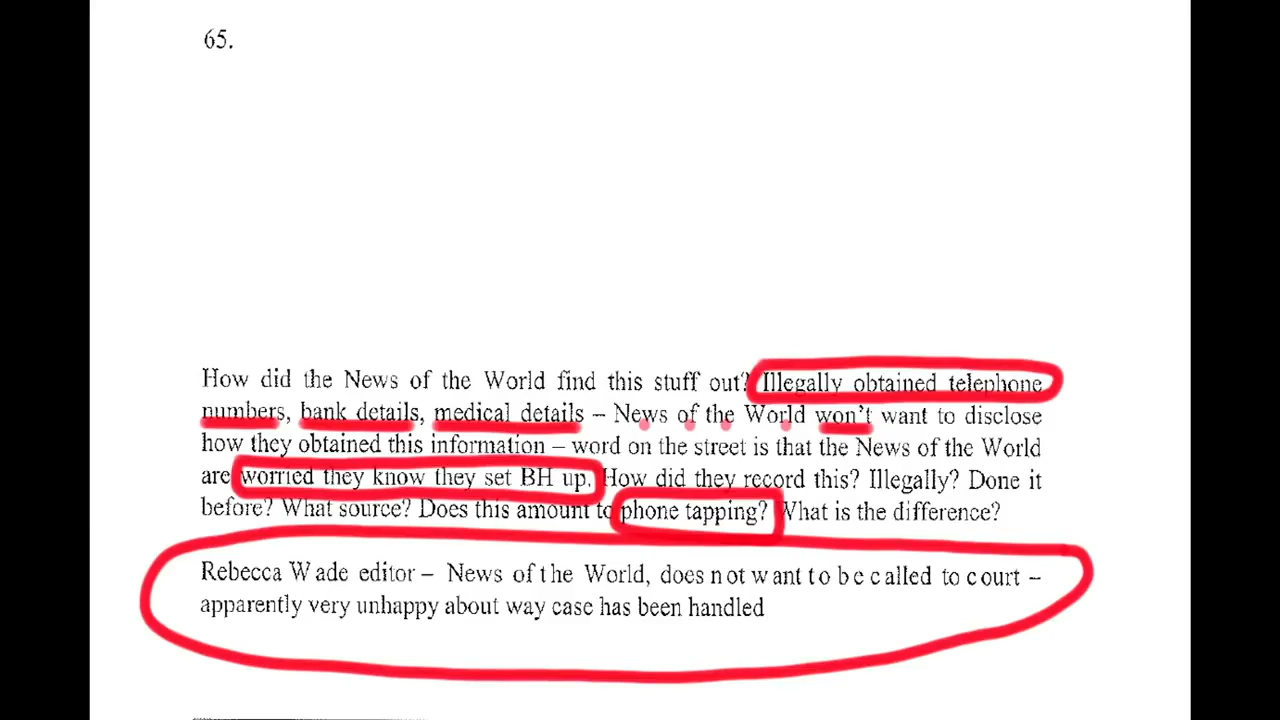 65.
How did the News of the World find this stuff out? Illegally obtained telephone
numbers, bank details, medical details – News of the World won't want to disclose
how they obtained this information – word on the street is that the News of the World
are worried they know they set BH up. How did they record this? Illegally? Done it
before? What source? Does this amount to phone tapping? What is the difference?
Rebecca Wade editor – News of the World, does not want to be called to court –
apparently very unhappy about way case has been handled